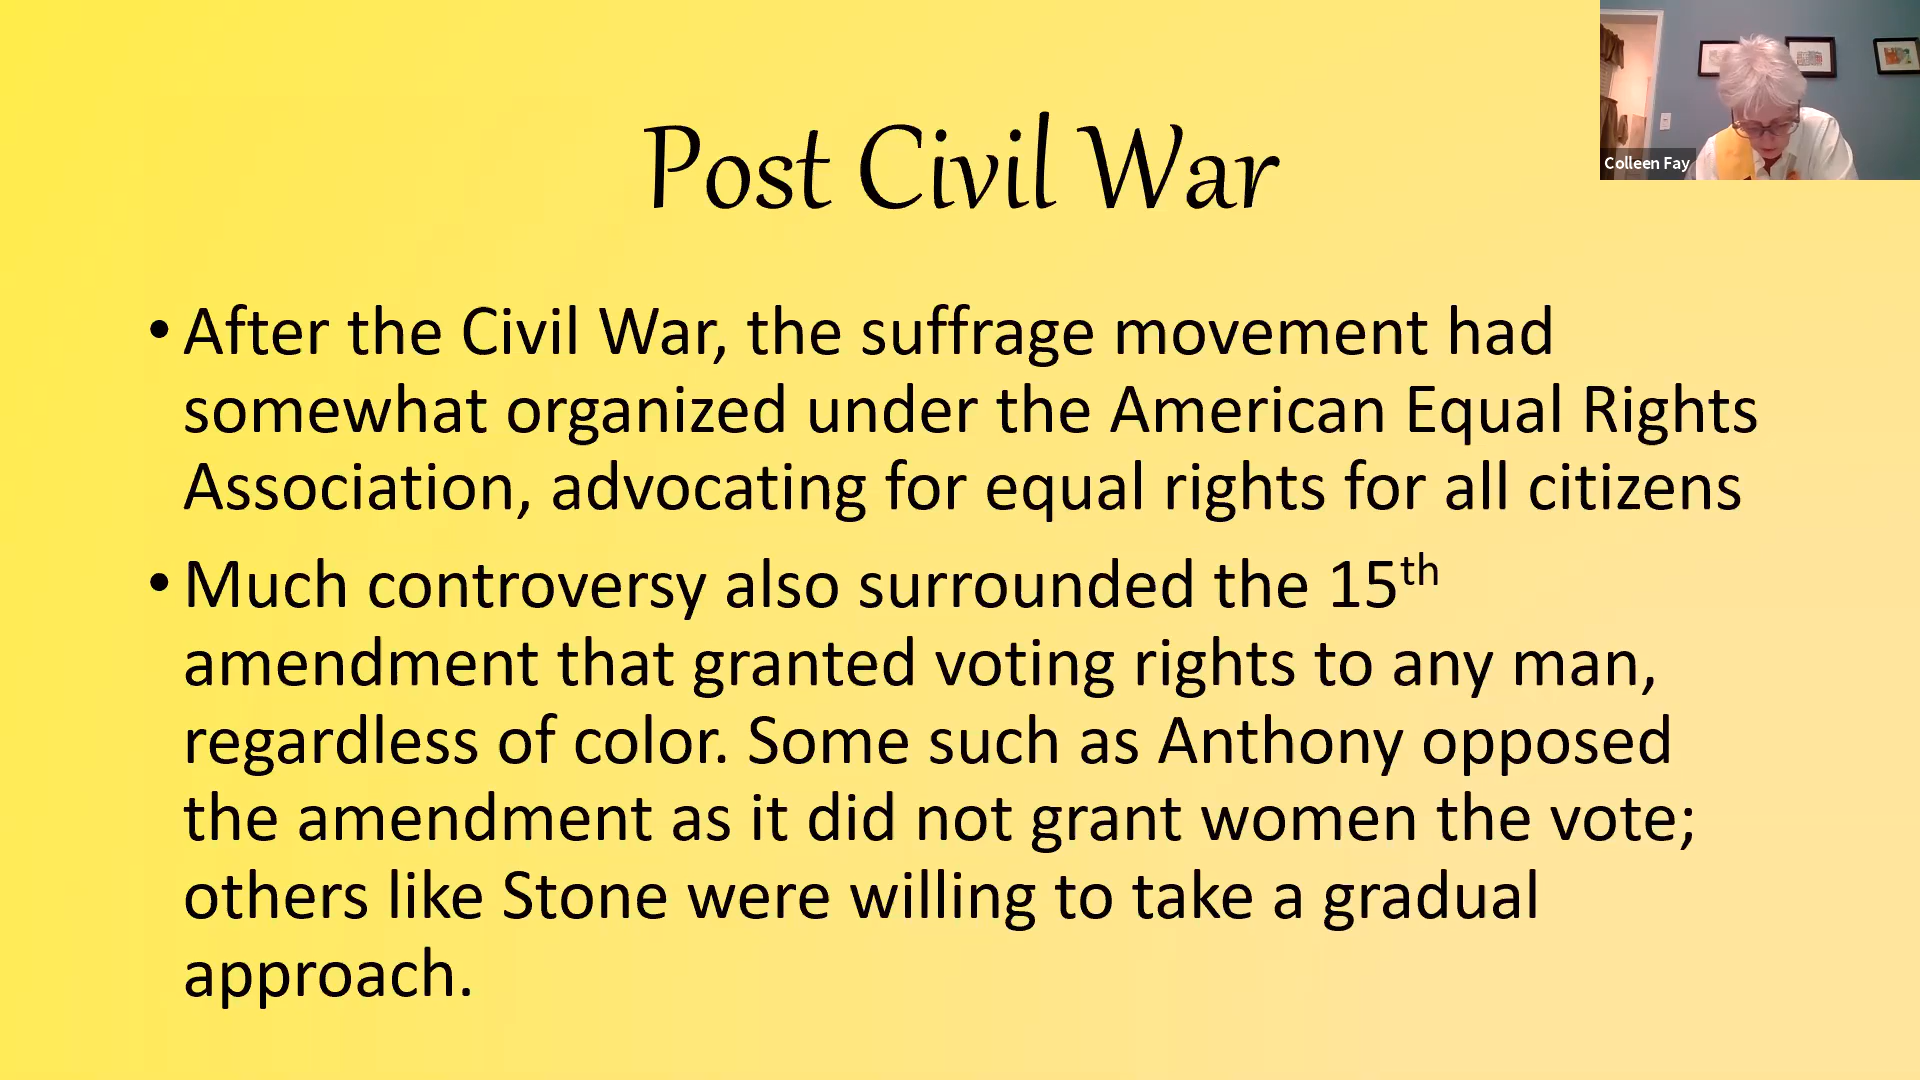 Post Civil War
Colleen Fay
• After the Civil War, the suffrage movement had
somewhat organized under the American Equal Rights
Association, advocating for equal rights for all citizens
• Much controversy also surrounded the 15th
amendment that granted voting rights to any man,
regardless of color. Some such as Anthony opposed
the amendment as it did not grant women the vote;
others like Stone were willing to take a gradual
approach.